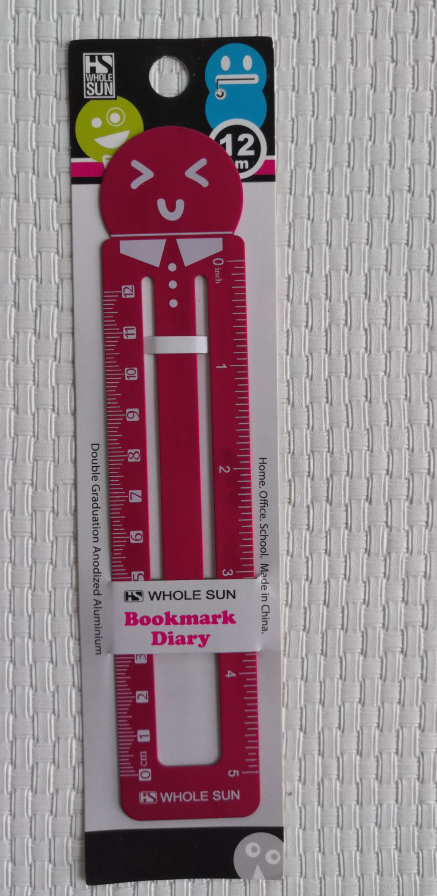 HS
WHOLE
SUN
12
0 inch
1
2
3
4
5
12
11
10
9
8
7
6
5
3
2
1
0 cm
Double Graduation Anodized Aluminium
Home. Office. School. Made in China.
HS WHOLE SUN
Bookmark
Diary
HS WHOLE SUN